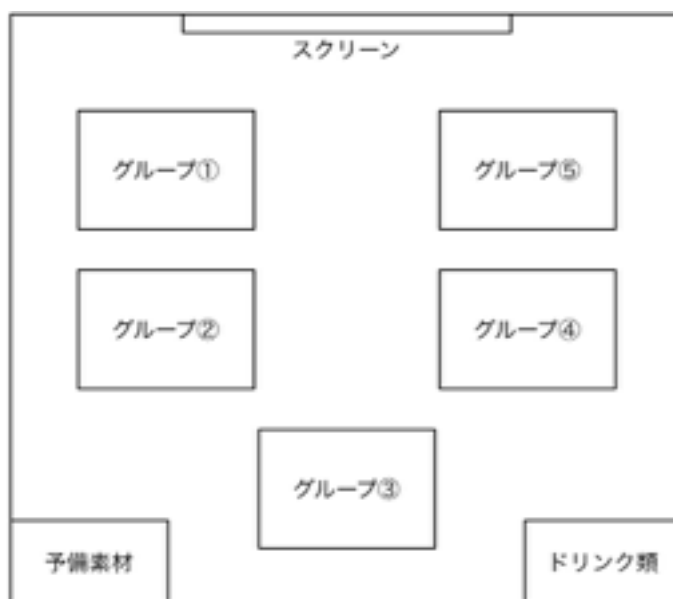 スクリーン
グループ①
グループ⑤
グループ②
グループ④
グループ③
予備素材
ドリンク類